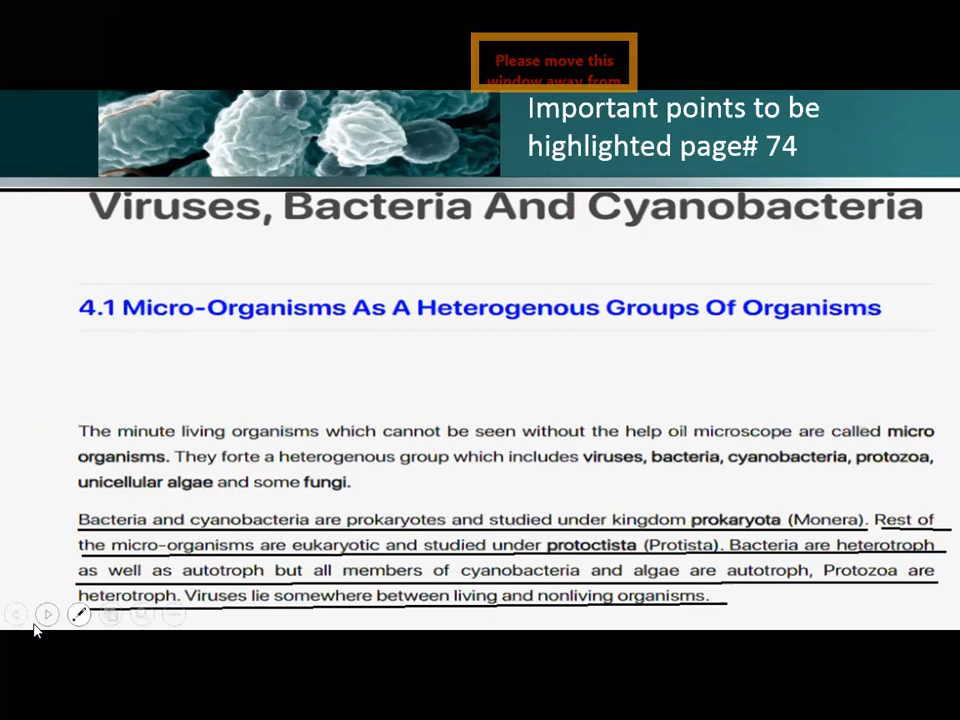 Please move this
window away from
Important points to be
highlighted page# 74
Viruses, Bacteria And Cyanobacteria
4.1 Micro-Organisms As A Heterogenous Groups Of Organisms
The minute living organisms which cannot be seen without the help oil microscope are called micro
organisms. They forte a heterogenous group which includes viruses, bacteria, cyanobacteria, protozoa,
unicellular algae and some fungi.
Bacteria and cyanobacteria are prokaryotes and studied under kingdom prokaryota (Monera). Rest of
the micro-organisms are eukaryotic and studied under protoctista (Protista). Bacteria are heterotroph
as well as autotroph but all members of cyanobacteria and algae are autotroph, Protozoa are
heterotroph. Viruses lie somewhere between living and nonliving organisms.